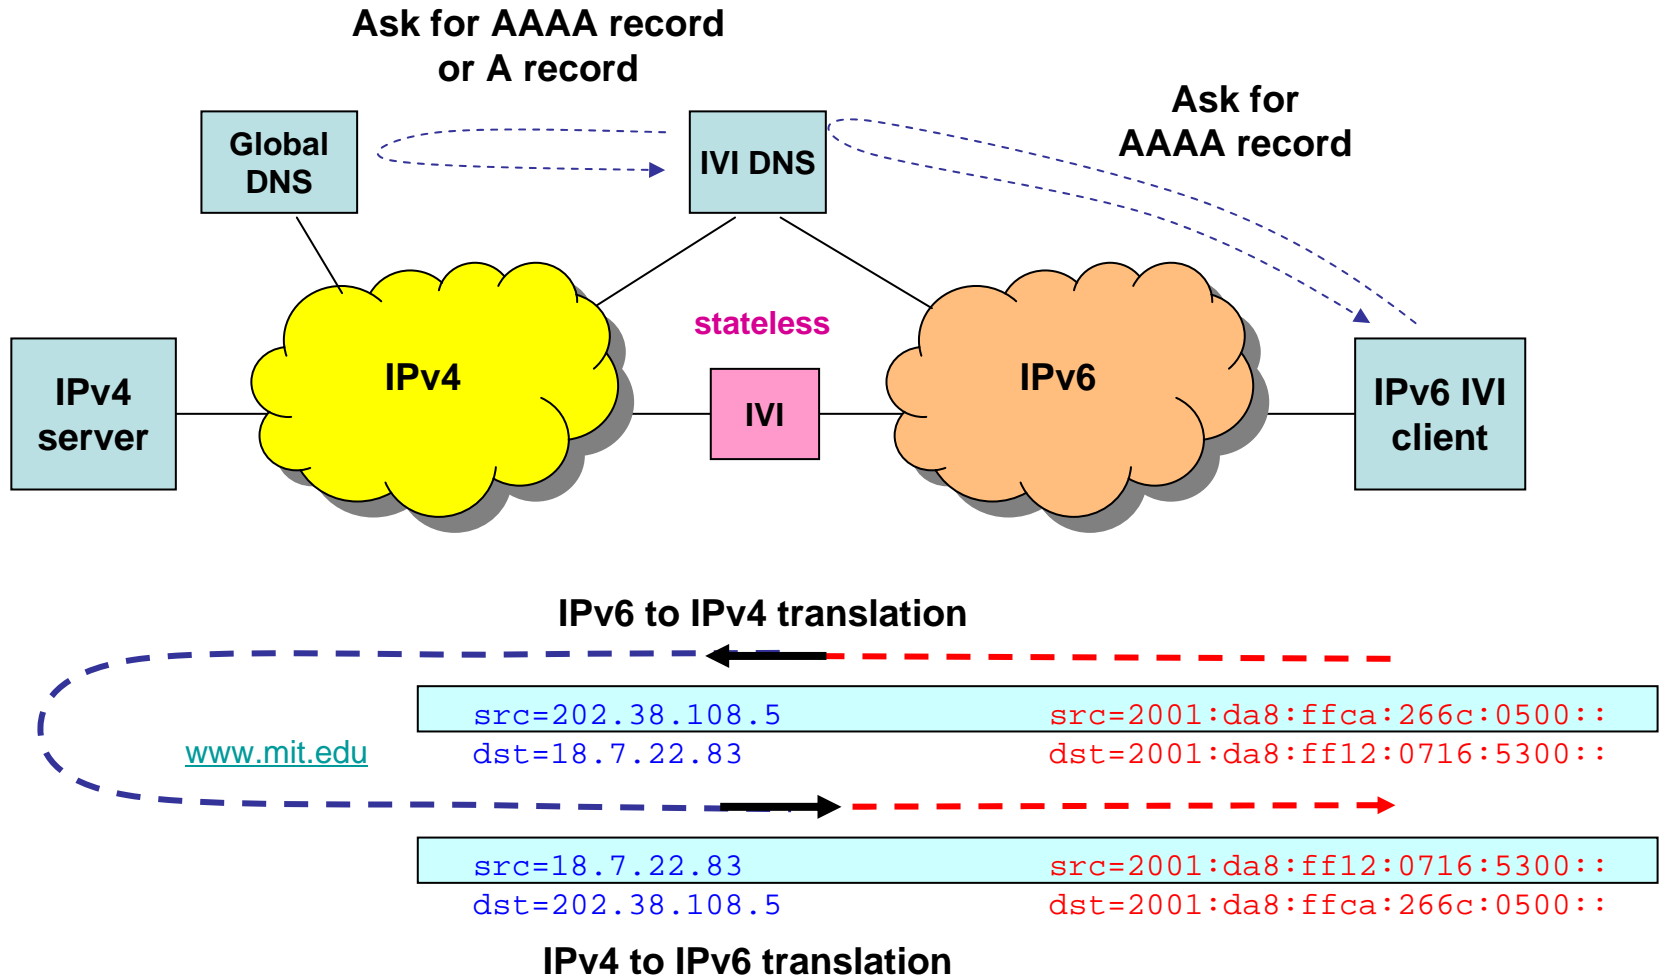 Ask for AAAA record
or A record
Ask for
AAAA record
Global
DNS
IVI DNS
stateless
IPv4
server
IPv4
IVI
IPv6
IPv6 IVI
client
IPv6 to IPv4 translation
src=202.38.108.5 src=2001:da8:ffca:266c:0500::
www.mit.edu dst=18.7.22.83 dst=2001:da8:ff12:0716:5300::
src=18.7.22.83 src=2001:da8:ff12:0716:5300::
dst=202.38.108.5 dst=2001:da8:ffca:266c:0500::
IPv4 to IPv6 translation